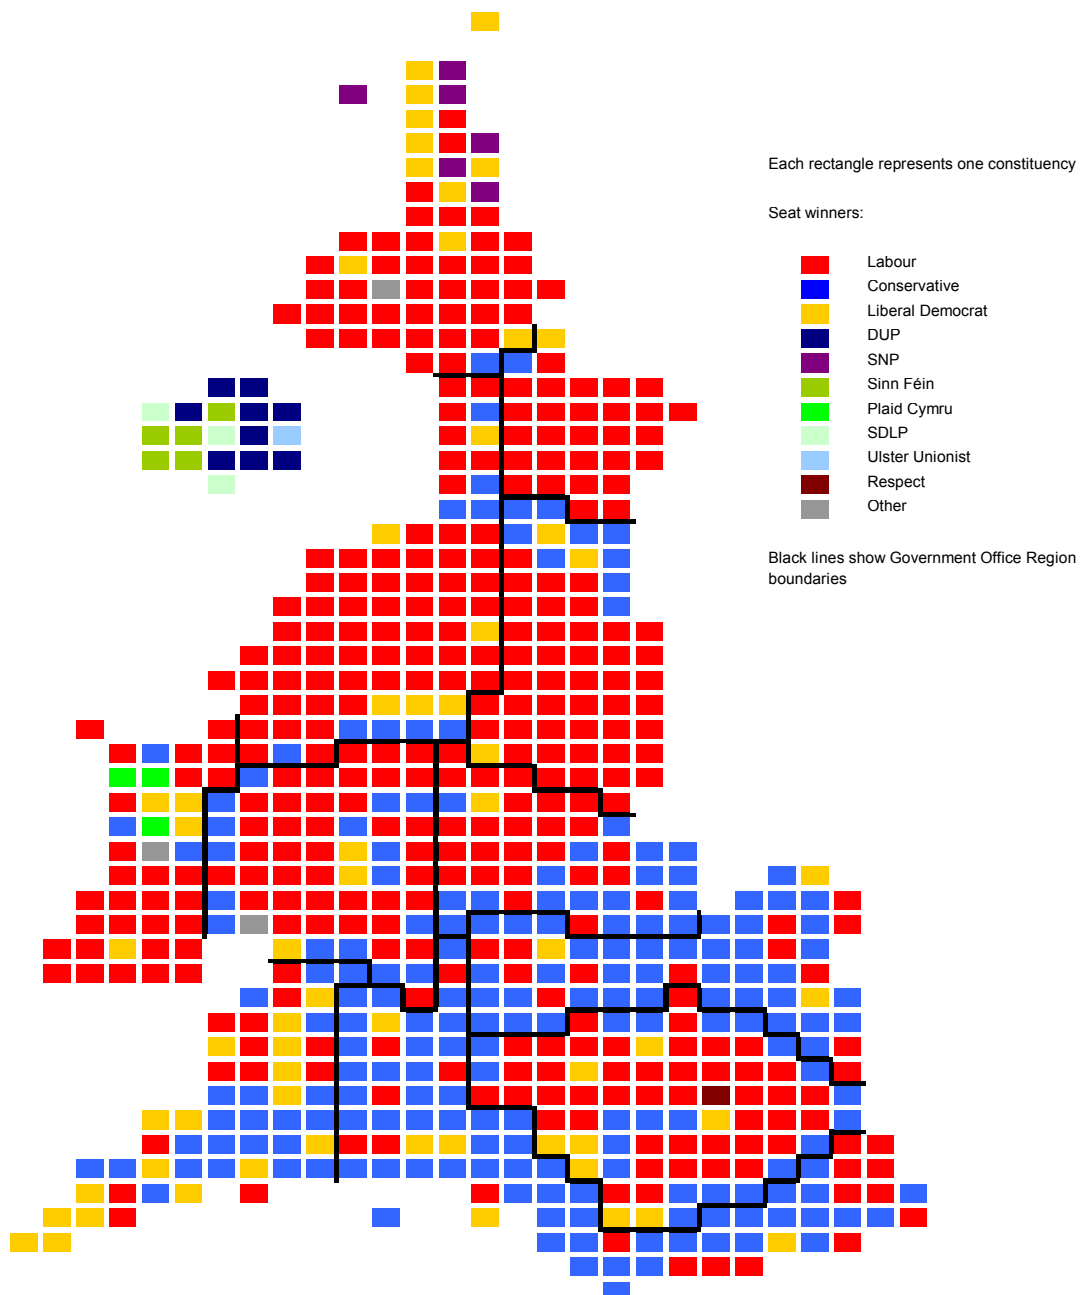 Each rectangle represents one constituency
Seat winners:
Labour
Conservative
Liberal Democrat
DUP
SNP
Sinn Féin
Plaid Cymru
SDLP
Ulster Unionist
Respect
Other
Black lines show Government Office Region
boundaries